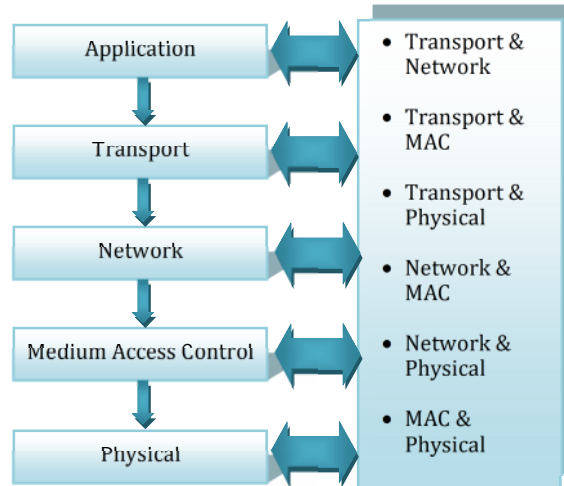 Application
Transport
Network
Medium Access Control
Physical
• Transport &
Network
• Transport &
MAC
• Transport &
Physical
• Network &
MAC
• Network &
Physical
• MAC &
Physical